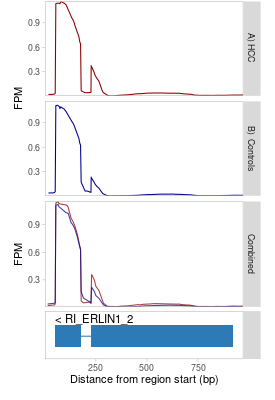 0.9
0.6
0.3
FPM
A) HCC
0.9
0.6
0.3
B) Controls
0.9
0.6
0.3
FPM
Combined
< RI_ERLIN1_2
250 500 750
Distance from region start (bp)